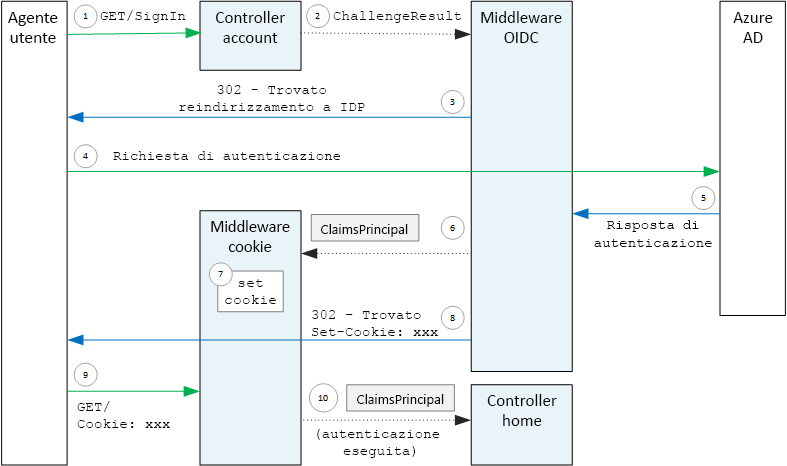 Agente
utente
Controller
account
Middleware
OIDC
Azure
AD
1 GET/SignIn
2 ChallengeResult
302 - Trovato
reindirizzamento a IDP
3
4 Richiesta di autenticazione
5
Risposta di
autenticazione
Middleware
cookie
ClaimsPrincipal
6
7
set
cookie
302 - Trovato
Set-Cookie: xxx
8
9
GET/
Cookie: xxx
10
ClaimsPrincipal
(autenticazione
eseguita)
Controller
home